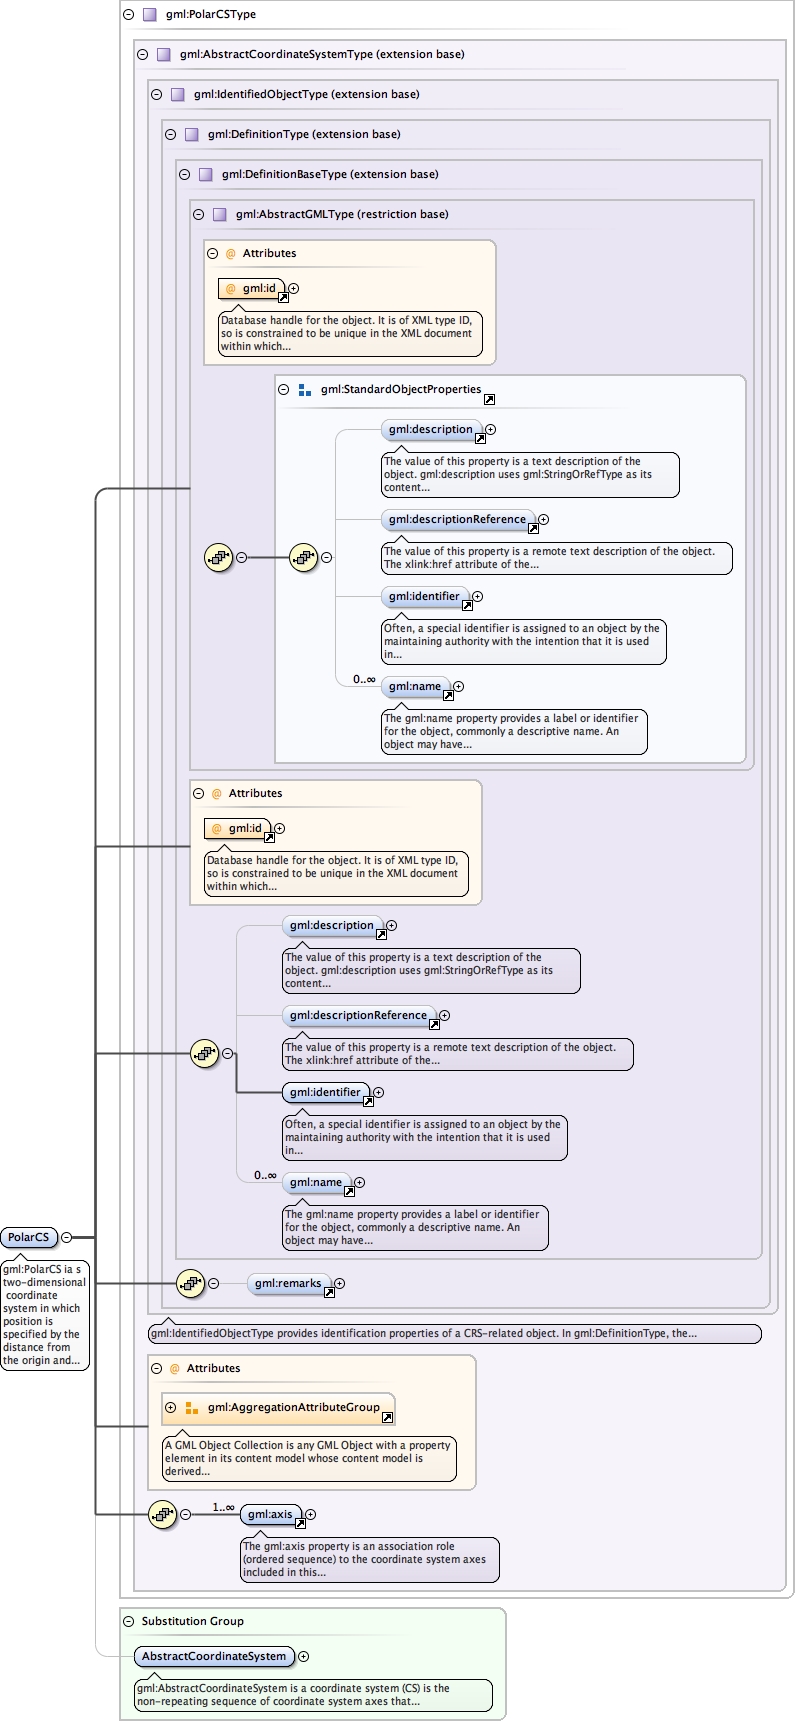 gml:PolarCSType
gml:AbstractCoordinateSystemType (extension base)
gml:IdentifiedObjectType (extension base)
gml:DefinitionType (extension base)
gml:DefinitionBaseType (extension base)
gml:AbstractGMLType (restriction base)
@ Attributes
@ gml:id
Database handle for the object. It is of XML type ID,
so is constrained to be unique in the XML document
within which...
gml:StandardObjectProperties
gml:description
The value of this property is a text description of the
object. gml:description uses gml:StringOrRefType as its
content...
gml:descriptionReference
The value of this property is a remote text description of the object.
The xlink:href attribute of the...
gml:identifier
Often, a special identifier is assigned to an object by the
maintaining authority with the intention that it is used
in...
0..∞
gml:name
The gml:name property provides a label or identifier
for the object, commonly a descriptive name. An
object may have...
@ Attributes
@ gml:id
Database handle for the object. It is of XML type ID,
so is constrained to be unique in the XML document
within which...
gml:description
The value of this property is a text description of the
object. gml:description uses gml:StringOrRefType as its
content...
gml:descriptionReference
The value of this property is a remote text description of the object.
The xlink:href attribute of the...
gml:identifier
Often, a special identifier is assigned to an object by the
maintaining authority with the intention that it is used
in...
0..∞
gml:name
The gml:name property provides a label or identifier
for the object, commonly a descriptive name. An
object may have...
PolarCS
gml:PolarCS ia s
two-dimensional
coordinate
system in which
position is
specified by the
distance from
the origin and...
gml:remarks
gml:IdentifiedObjectType provides identification properties of a CRS-related object. In gml:DefinitionType, the...
@ Attributes
gml:AggregationAttributeGroup
A GML Object Collection is any GML Object with a property
element in its content model whose content model is
derived...
1..∞
gml:axis
The gml:axis property is an association role
(ordered sequence) to the coordinate system axes
included in this...
Substitution Group
AbstractCoordinateSystem
gml:AbstractCoordinateSystem is a coordinate system (CS) is the
non-repeating sequence of coordinate system axes that...